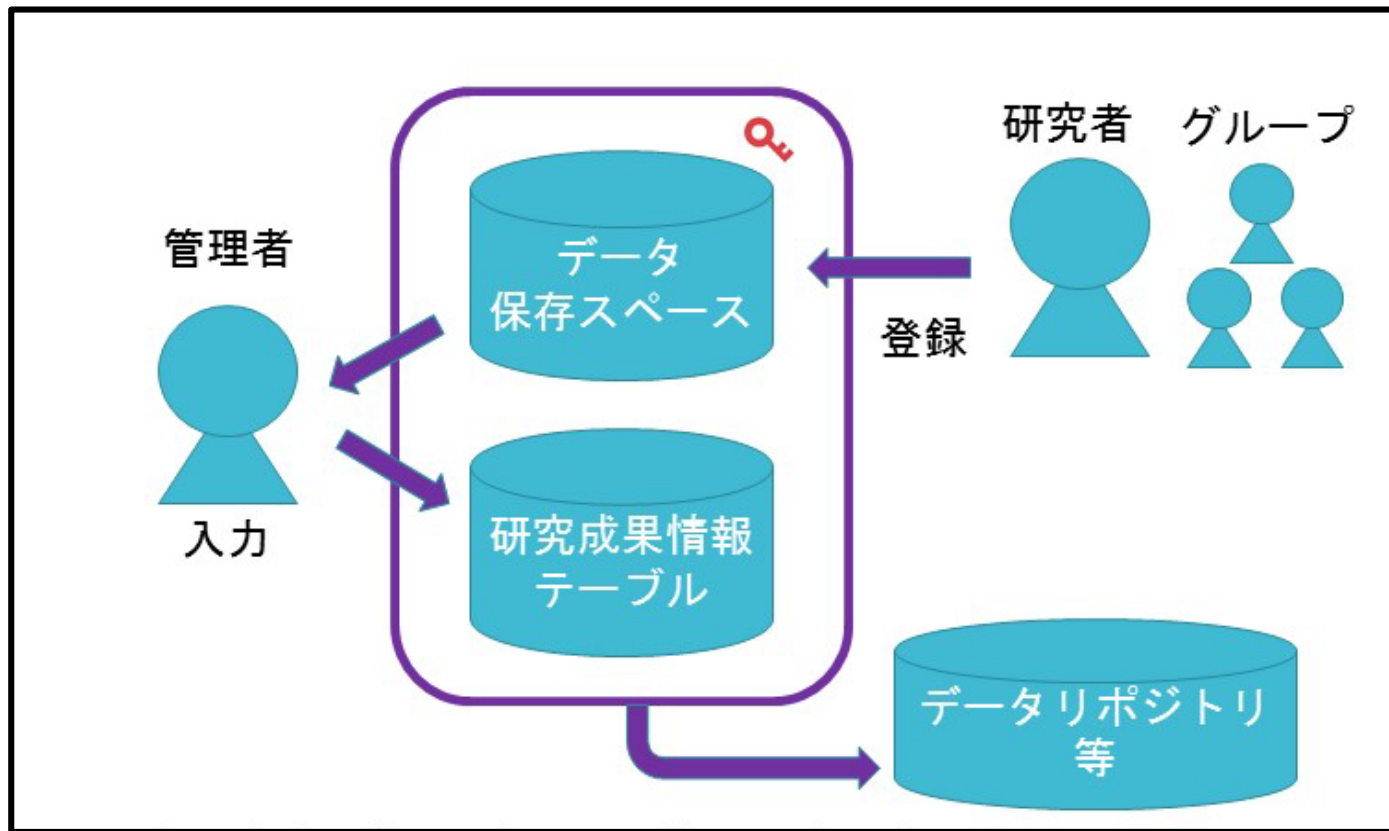 研究者
グループ
管理者
データ
保存スペース
登録
入力
研究成果情報
テーブル
データリポジトリ
等